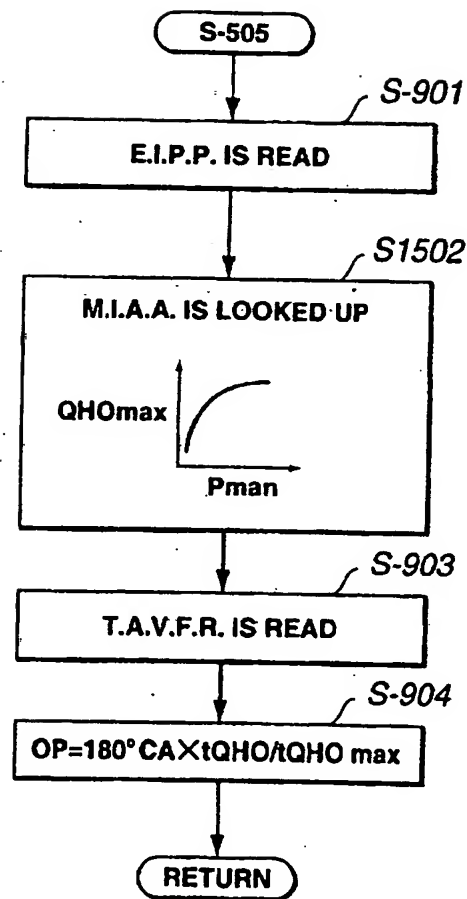 S-505
S-901
E.I.P.P. IS READ
S1502
M.I.A.A. IS LOOKED UP
QHOmax
Pman
S-903
T.A.V.F.R. IS READ
S-904
OP=180° CA×tQHO/tQHO max
RETURN